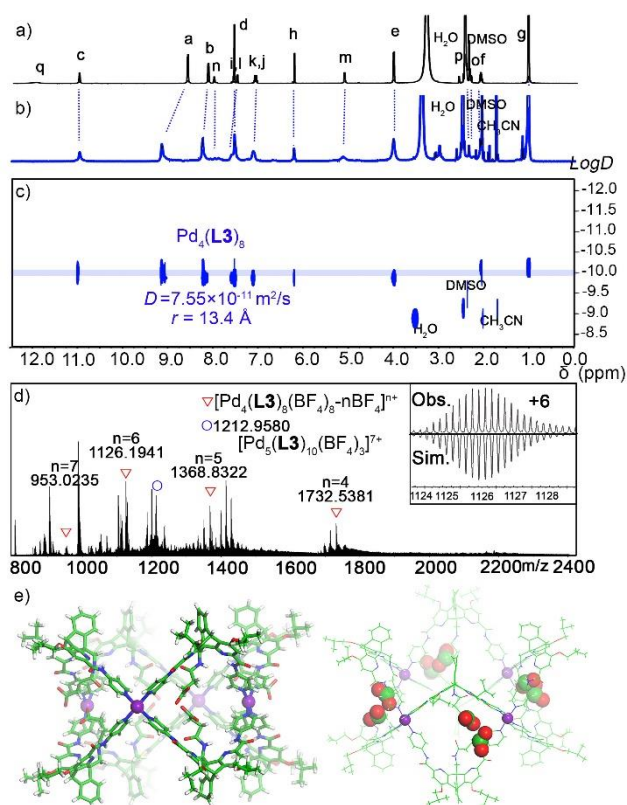 a)
q c a b n i d l k,j h m e H₂O DMSO p of g
b)
H₂O DMSO CH₃CN
LogD
c)
Pd₄(L3)₈
D =7.55×10⁻¹¹ m²/s
r = 13.4 Å
H₂O DMSO CH₃CN
-12.0
-11.5
-11.0
-10.5
-10.0
-9.5
-9.0
-8.5
12.0 11.0 10.0 9.0 8.0 7.0 6.0 5.0 4.0 3.0 2.0 1.0 0.0
δ (ppm)
d)
▽ [Pd₄(L3)₈(BF₄)₈-nBF₄]ⁿ⁺
○ 1212.9580
[Pd₅(L3)₁₀(BF₄)₃]⁷⁺
n=7
953.0235
n=6
1126.1941
n=5
1368.8322
n=4
1732.5381
Obs. +6
Sim.
1124 1125 1126 1127 1128
800 1000 1200 1400 1600 1800 2000 2200 m/z 2400
e)